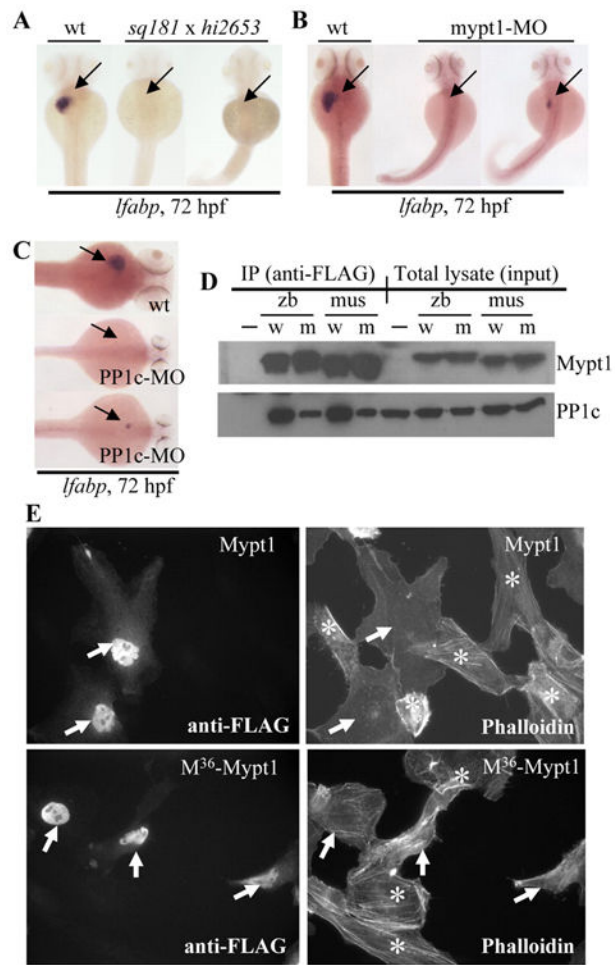 A
wt
sq181 x hi2653
lfabp, 72 hpf
B
wt
mypt1-MO
lfabp, 72 hpf
C
wt
PP1c-MO
PP1c-MO
lfabp, 72 hpf
D
IP (anti-FLAG) Total lysate (input)
zb mus zb mus
– w m w m – w m w m
Mypt1
PP1c
E
Mypt1
anti-FLAG
Mypt1
* * * * *
Phalloidin
M³⁶-Mypt1
anti-FLAG
M³⁶-Mypt1
* * *
Phalloidin